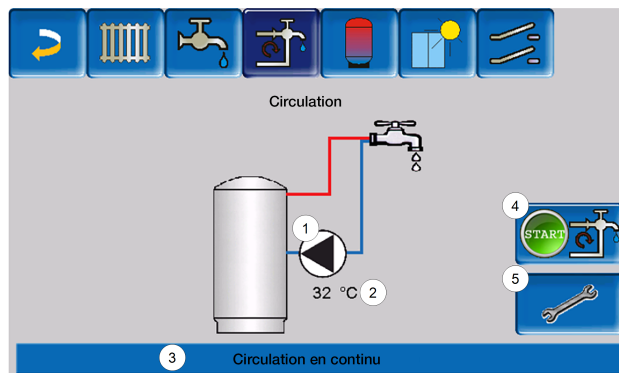 Circulation
4
START
1
5
32 °C 2
3 Circulation en continu